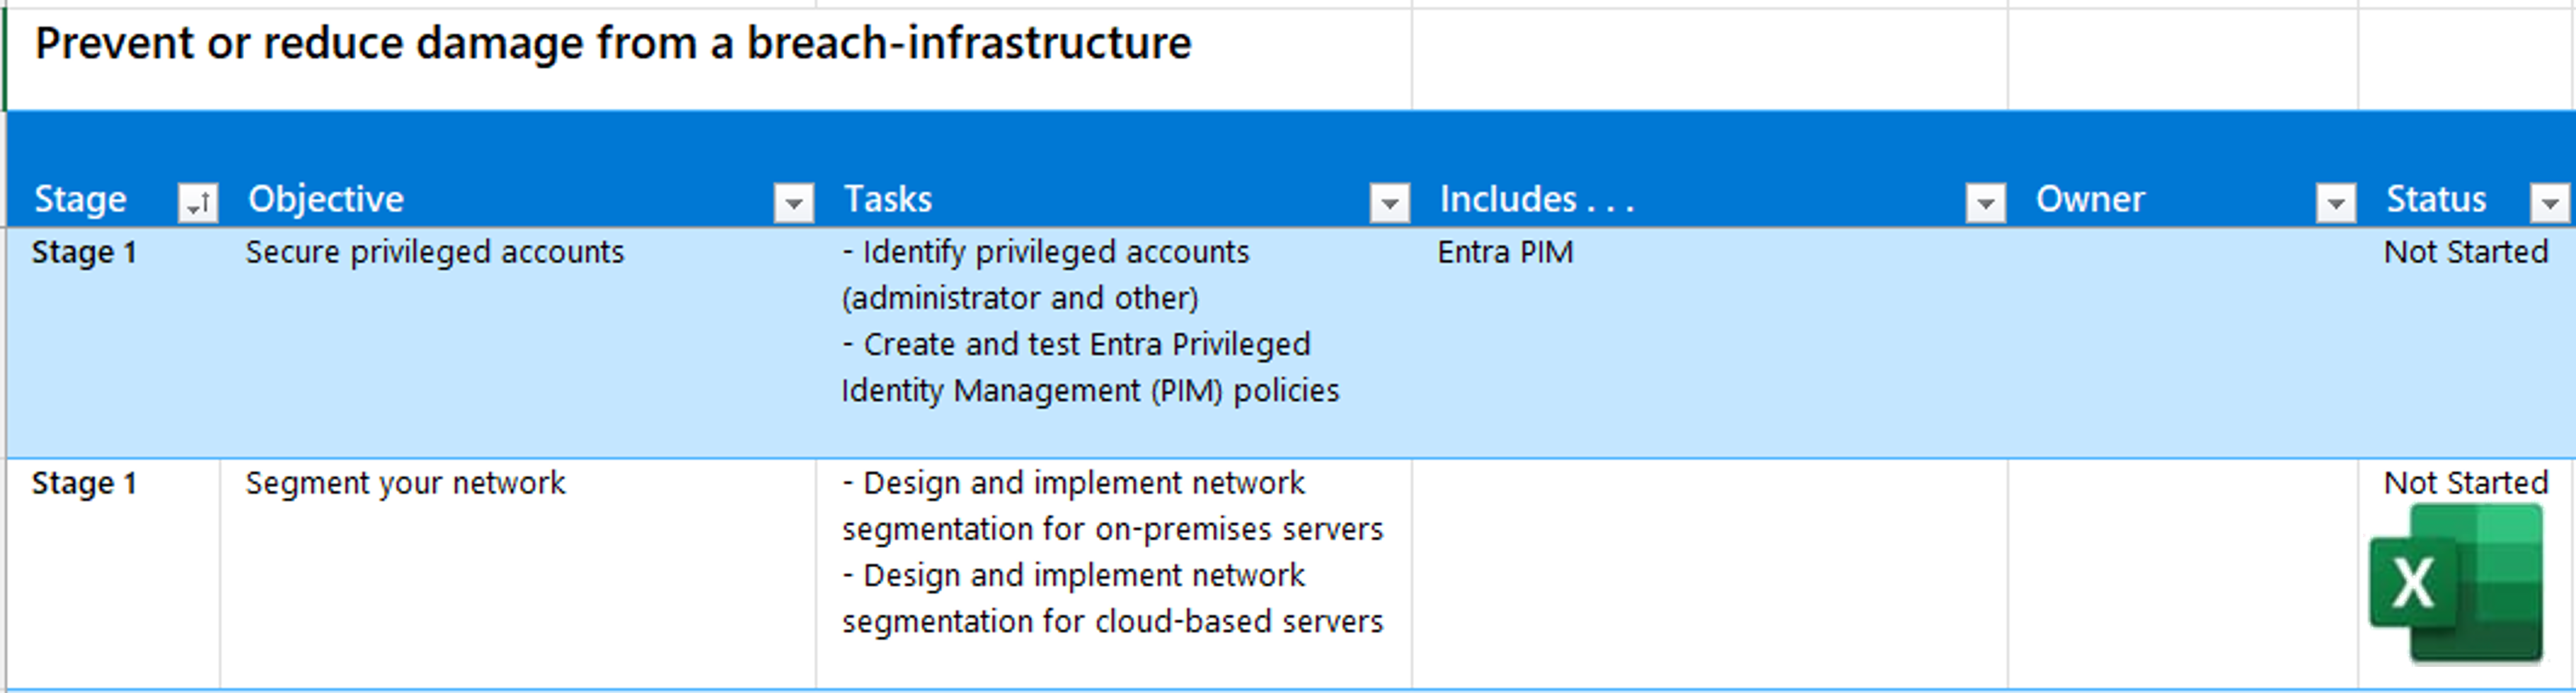 Prevent or reduce damage from a breach-infrastructure
Stage Objective Tasks Includes . . . Owner Status
Stage 1 Secure privileged accounts - Identify privileged accounts Entra PIM Not Started
(administrator and other)
- Create and test Entra Privileged
Identity Management (PIM) policies
Stage 1 Segment your network - Design and implement network Not Started
segmentation for on-premises servers
- Design and implement network
segmentation for cloud-based servers
X